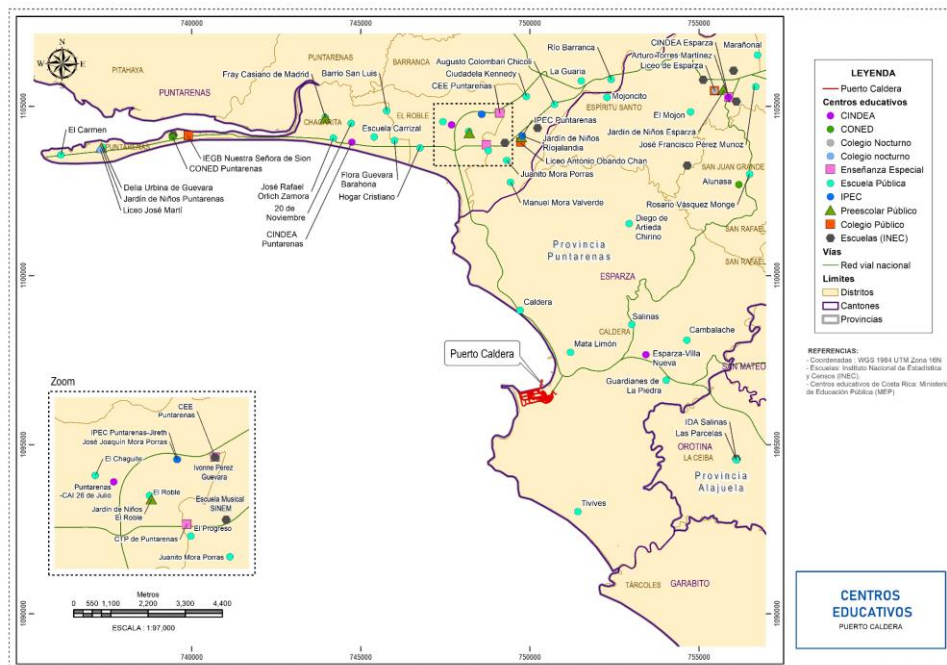 740000
745000
750000
755000
N
W
E
S
PITAHAYA
PUNTARENAS
PUNTARENAS
BARRANCA
Fray Casiano de Madrid
Barrio San Luis
Augusto Colombari Chicoli
Ciudadela Kennedy
CEE Puntarenas
Río Barranca
La Guaria
Mojoncito
ESPÍRITU SANTO
CINDEA Esparza
Marañonal
Arturo Torres Martínez
Liceo de Esparza
105000
El Carmen
PUNTARENAS
CHACARITA
EL ROBLE
Escuela Carrizal
IPEC Puntarenas
Jardín de Niños
Riojalandia
Liceo Antonio Obando Chan
Juanito Mora Porras
Manuel Mora Valverde
El Mojon
Jardín de Niños Esparza
José Francisco Pérez Muñoz
SAN JUAN GRANDE
Alunasa
Rosario Vásquez Monge
IEGB Nuestra Señora de Sion
CONED Puntarenas
Delia Urbina de Guevara
Jardín de Niños Puntarenas
Liceo José Martí
José Rafael
Orlich Zamora
20 de
Noviembre
CINDEA
Puntarenas
Flora Guevara
Barahona
Hogar Cristiano
Diego de
Artieda
Chirino
SAN RAFAEL
SAN RAFAEL
Provincia
Puntarenas
ESPARZA
1100000
Caldera
Salinas
CALDERA
Cambalache
Mata Limón
Esparza-Villa
Nueva
Puerto Caldera
Guardianes de
La Piedra
SAN MATEO
1095000
IDA Salinas
Las Parcelas
OROTINA
LA CEIBA
Provincia
Alajuela
Tivives
TÁRCOLES
GARABITO
1090000
Zoom
CEE
Puntarenas
IPEC Puntarenas-Jireth
José Joaquín Mora Porras
El Chaguite
Ivonne Pérez
Guevara
Puntarenas
-CAI 26 de Julio
El Roble
Jardín de Niños
El Roble
Escuela Musical
SINEM
CTP de Puntarenas
El Progreso
Juanito Mora Porras
Metros
0 550 1,100 2,200 3,300 4,400
ESCALA : 1:97,000
LEYENDA
Puerto Caldera
Centros educativos
CINDEA
CONED
Colegio Nocturno
Colegio nocturno
Enseñanza Especial
Escuela Pública
IPEC
Preescolar Público
Colegio Público
Escuelas (INEC)
Vías
Red vial nacional
Limites
Distritos
Cantones
Provincias
REFERENCIAS:
- Coordenadas : WGS 1984 UTM Zona 16N
- Escuelas: Instituto Nacional de Estadística
y Censos (INEC).
- Centros educativos de Costa Rica: Ministerio
de Educación Pública (MEP)
CENTROS
EDUCATIVOS
PUERTO CALDERA